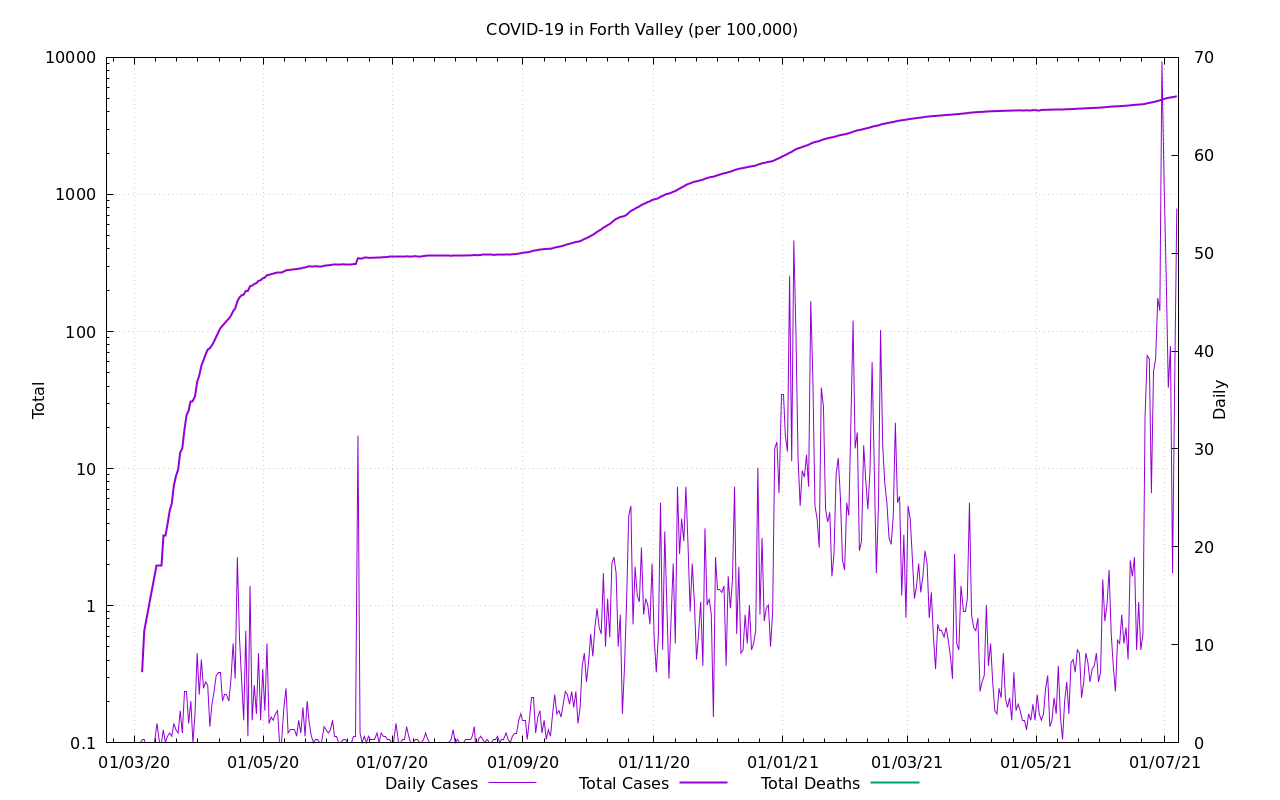 COVID-19 in Forth Valley (per 100,000)
10000
1000
100
10
1
0.1
Total
70
60
50
40
30
20
10
0
Daily
01/03/20 01/05/20 01/07/20 01/09/20 01/11/20 01/01/21 01/03/21 01/05/21 01/07/21
Daily Cases Total Cases Total Deaths